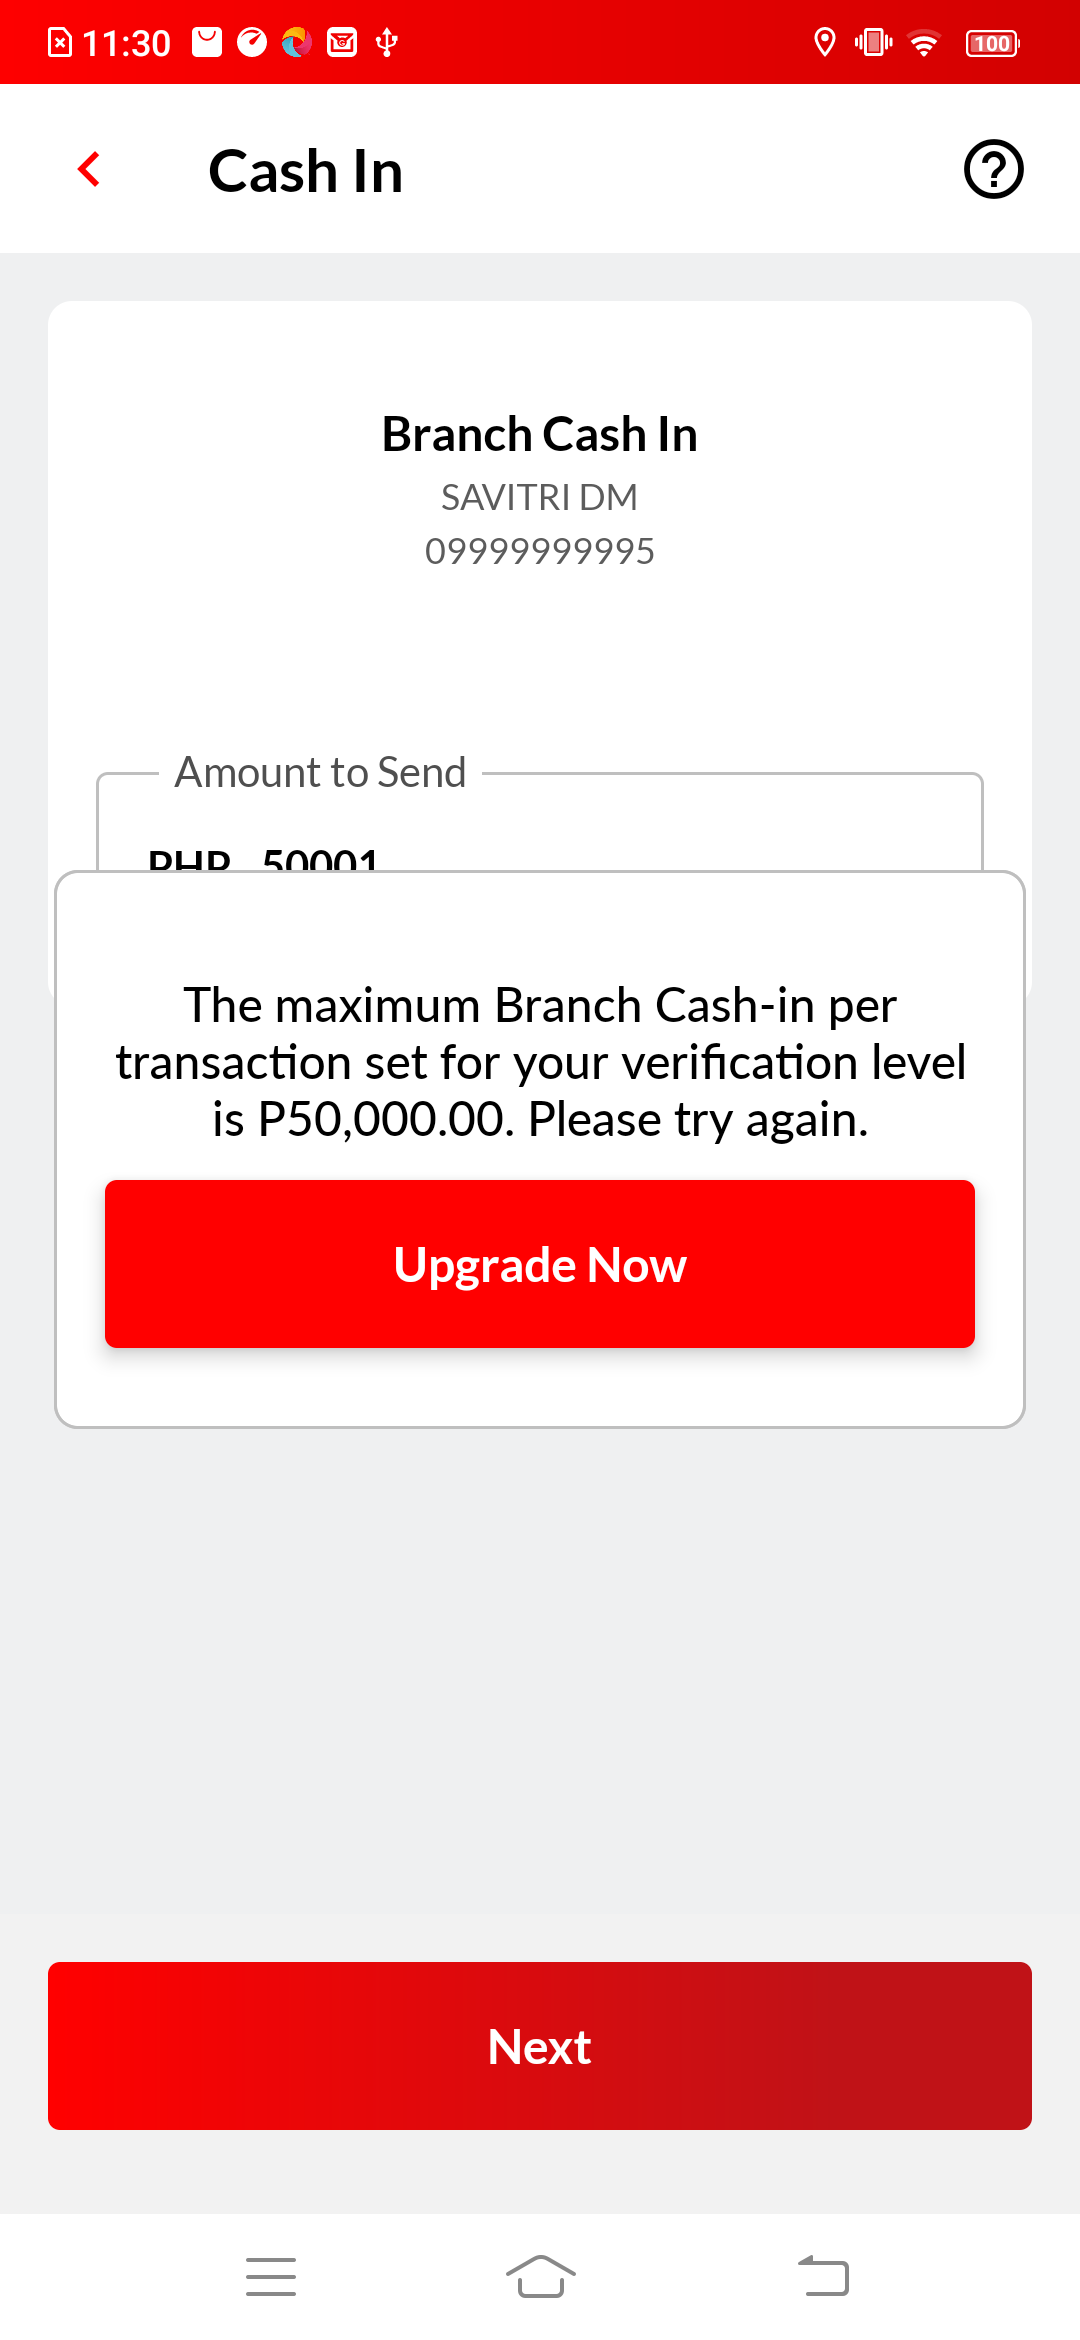 11:30
100
Cash In
Branch Cash In
SAVITRI DM
09999999995
Amount to Send
PHP 50001
The maximum Branch Cash-in per
transaction set for your verification level
is P50,000.00. Please try again.
Upgrade Now
Next